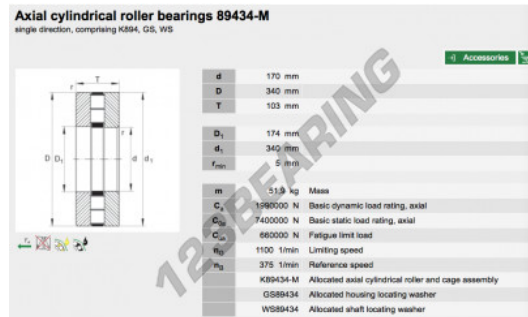 Axial cylindrical roller bearings 89434-M
single direction, comprising K894, GS, WS
Accessories
T
r
r
D D₁ d d₁
d 170 mm
D 340 mm
T 103 mm
D₁ 174 mm
d₁ 340 mm
rmin 5 mm
m 51,9 kg Mass
Ca 1990000 N Basic dynamic load rating, axial
C0a 7400000 N Basic static load rating, axial
Cua 660000 N Fatigue limit load
nG 1100 1/min Limiting speed
nB 375 1/min Reference speed
K89434-M Allocated axial cylindrical roller and cage assembly
GS89434 Allocated housing locating washer
WS89434 Allocated shaft locating washer
123BEARING